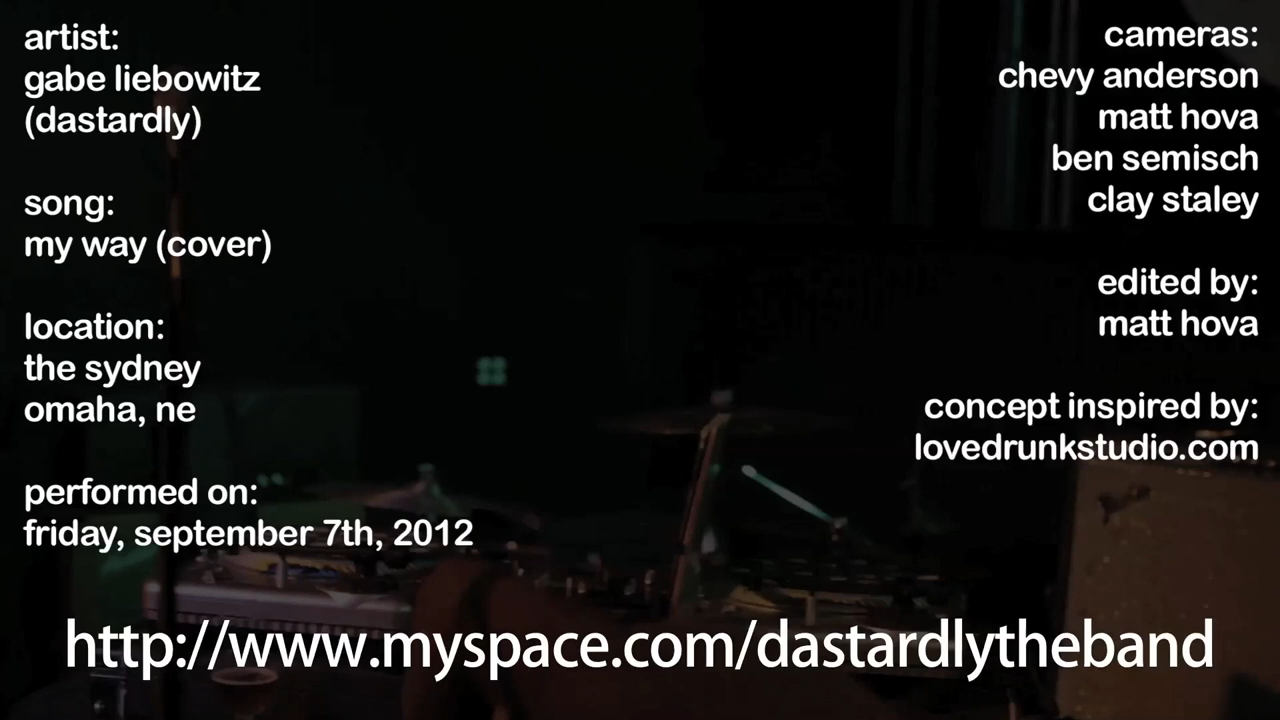 artist:
gabe liebowitz
(dastardly)
song:
my way (cover)
location:
the sydney
omaha, ne
performed on:
friday, september 7th, 2012
cameras:
chevy anderson
matt hova
ben semisch
clay staley
edited by:
matt hova
concept inspired by:
lovedrunkstudio.com
http://www.myspace.com/dastardlytheband